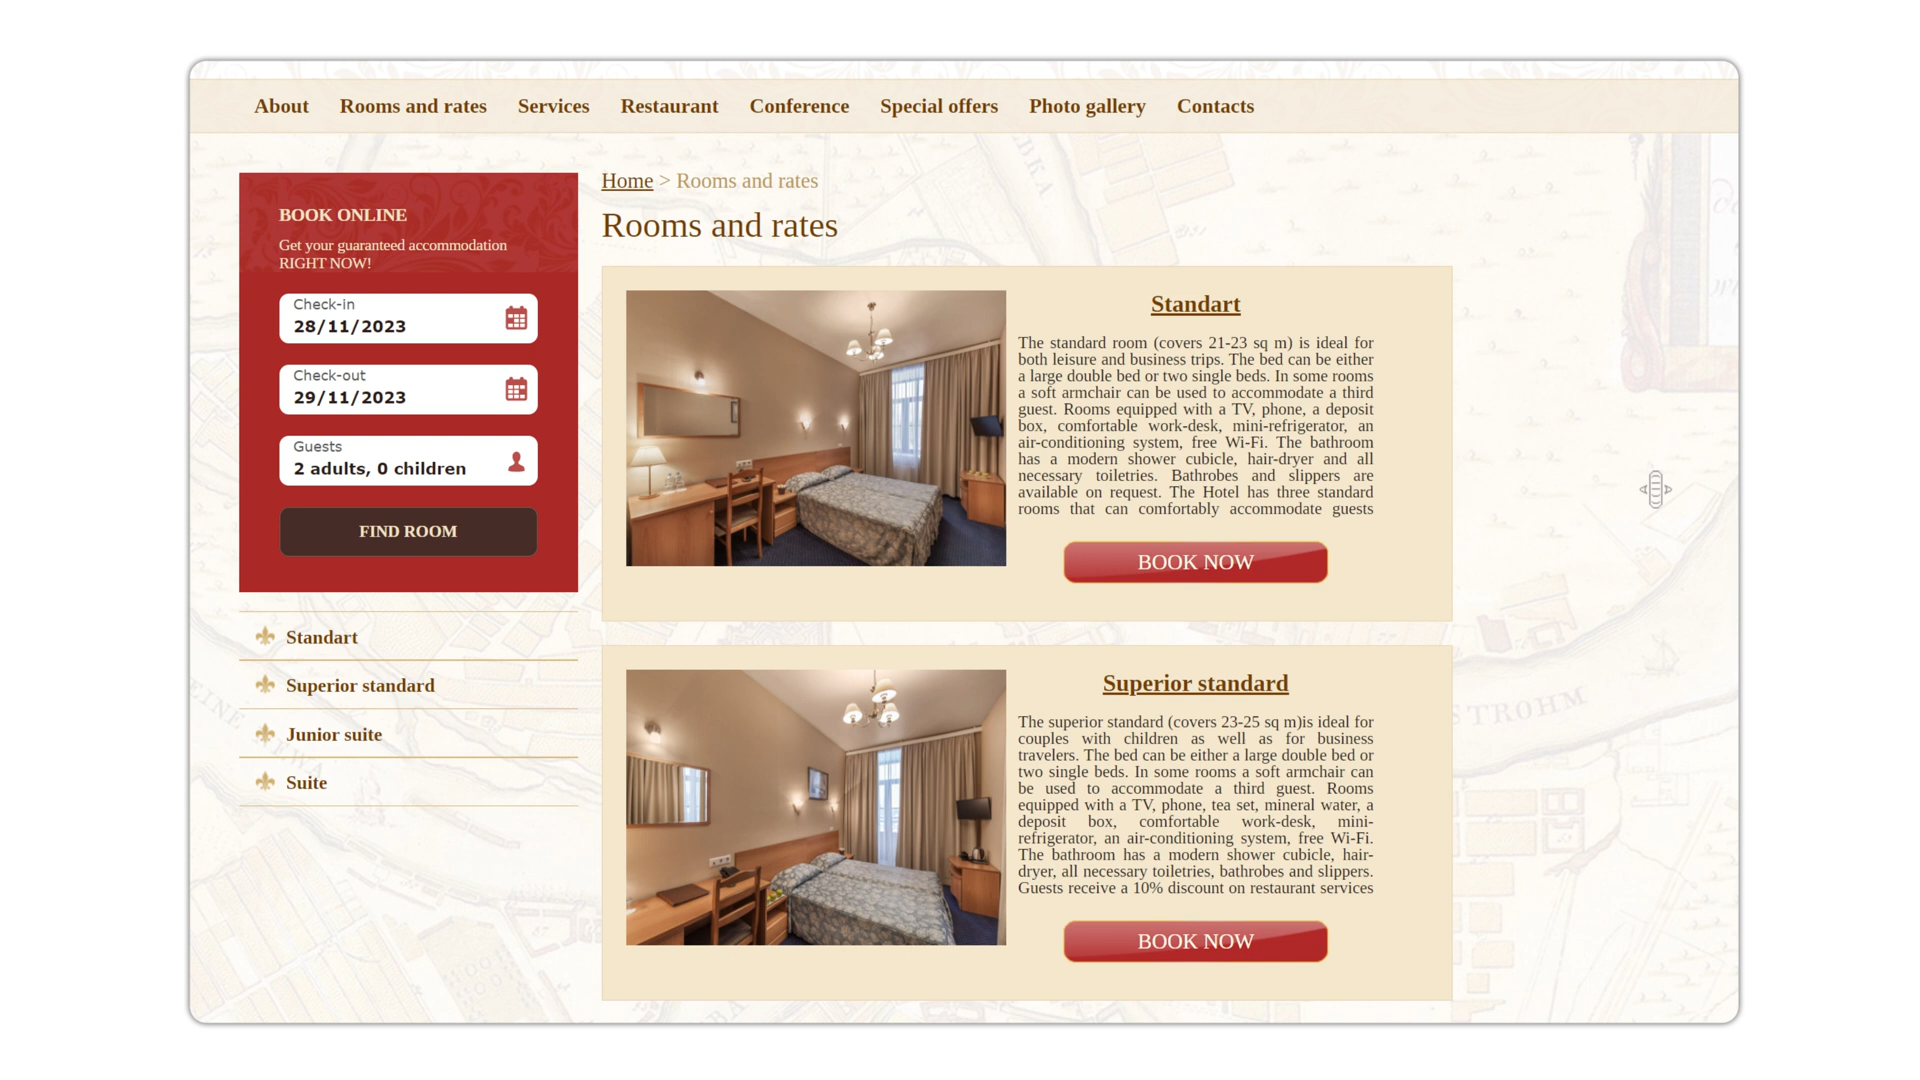 About Rooms and rates Services Restaurant Conference Special offers Photo gallery Contacts
BOOK ONLINE
Get your guaranteed accommodation
RIGHT NOW!
Check-in
28/11/2023
Check-out
29/11/2023
Guests
2 adults, 0 children
FIND ROOM
Standart
Superior standard
Junior suite
Suite
Home > Rooms and rates
Rooms and rates
Standart
The standard room (covers 21-23 sq m) is ideal for
both leisure and business trips. The bed can be either
a large double bed or two single beds. In some rooms
a soft armchair can be used to accommodate a third
guest. Rooms equipped with a TV, phone, a deposit
box, comfortable work-desk, mini-refrigerator, an
air-conditioning system, free Wi-Fi. The bathroom
has a modern shower cubicle, hair-dryer and all
necessary toiletries. Bathrobes and slippers are
available on request. The Hotel has three standard
rooms that can comfortably accommodate guests
BOOK NOW
Superior standard
The superior standard (covers 23-25 sq m)is ideal for
couples with children as well as for business
travelers. The bed can be either a large double bed or
two single beds. In some rooms a soft armchair can
be used to accommodate a third guest. Rooms
equipped with a TV, phone, tea set, mineral water, a
deposit box, comfortable work-desk, mini-
refrigerator, an air-conditioning system, free Wi-Fi.
The bathroom has a modern shower cubicle, hair-
dryer, all necessary toiletries, bathrobes and slippers.
Guests receive a 10% discount on restaurant services
BOOK NOW
STROHM